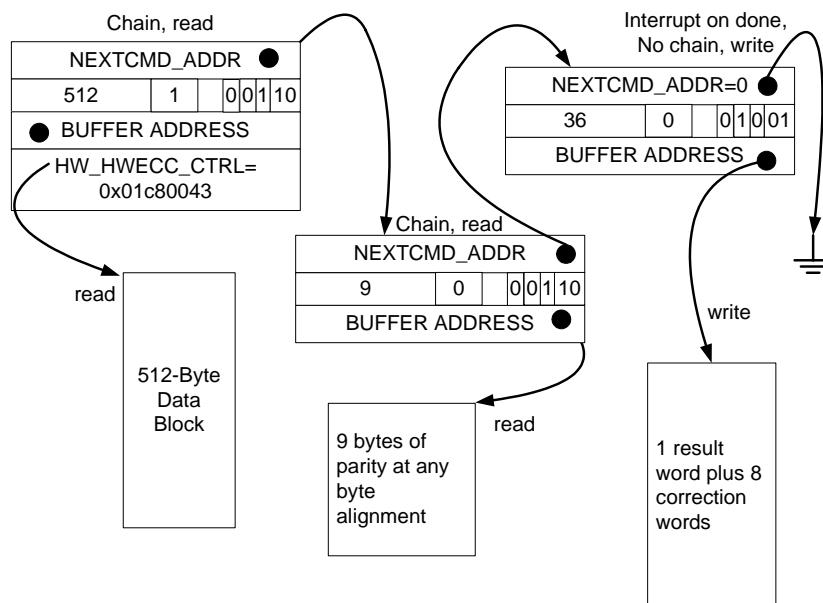 Chain, read
NEXTCMD_ADDR
512 1 0 0 1 10
BUFFER ADDRESS
HW_HWECC_CTRL=
0x01c80043
read
512-Byte
Data
Block
Chain, read
NEXTCMD_ADDR
9 0 0 0 1 10
BUFFER ADDRESS
read
9 bytes of
parity at any
byte
alignment
Interrupt on done,
No chain, write
NEXTCMD_ADDR=0
36 0 0 1 0 01
BUFFER ADDRESS
write
1 result
word plus 8
correction
words